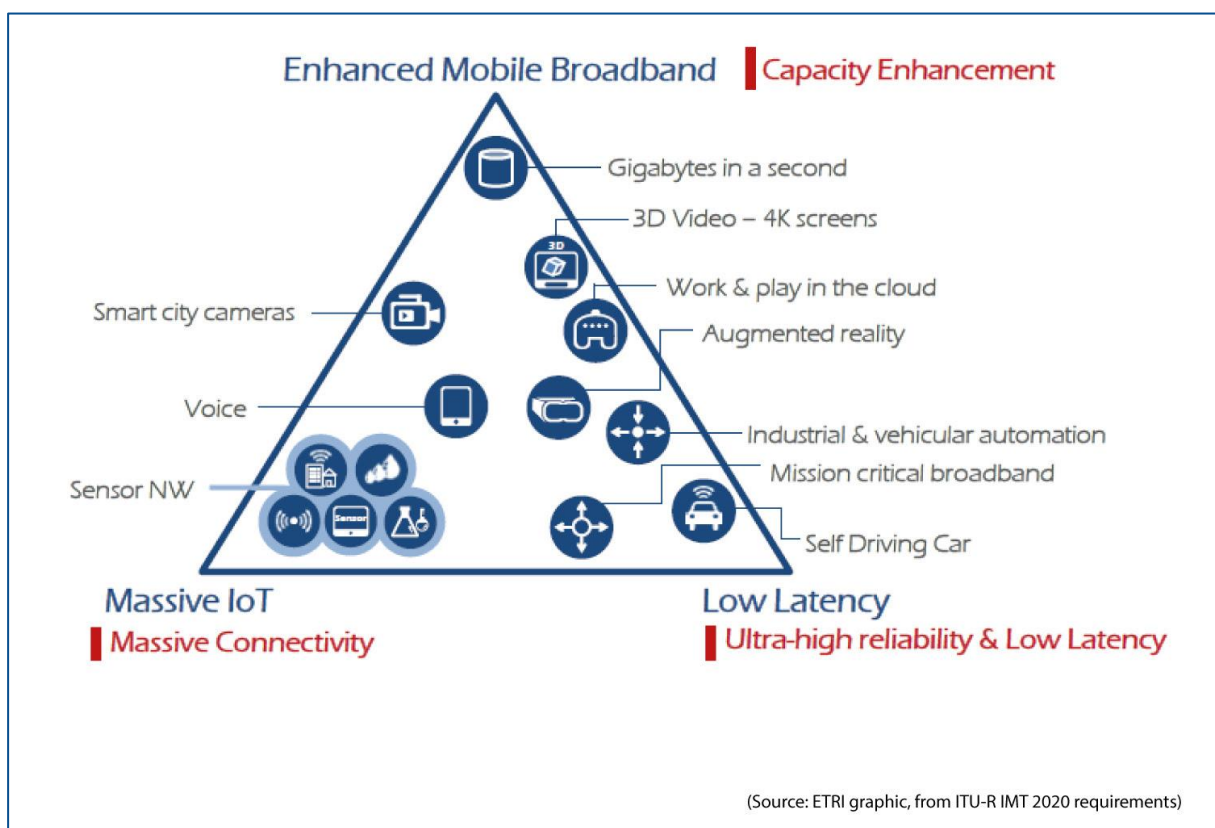 Enhanced Mobile Broadband
Capacity Enhancement
Gigabytes in a second
3D Video – 4K screens
3D
Work & play in the cloud
Smart city cameras
Augmented reality
Voice
Industrial & vehicular automation
Mission critical broadband
Sensor NW
Sensor
Self Driving Car
Massive IoT
Low Latency
Massive Connectivity
Ultra-high reliability & Low Latency
(Source: ETRI graphic, from ITU-R IMT 2020 requirements)